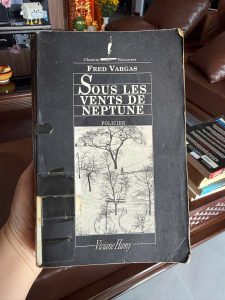 Chemins Nocturnes
FRED VARGAS
SOUS LES
VENTS DE
NEPTUNE
POLICIER
Viviane Hamy